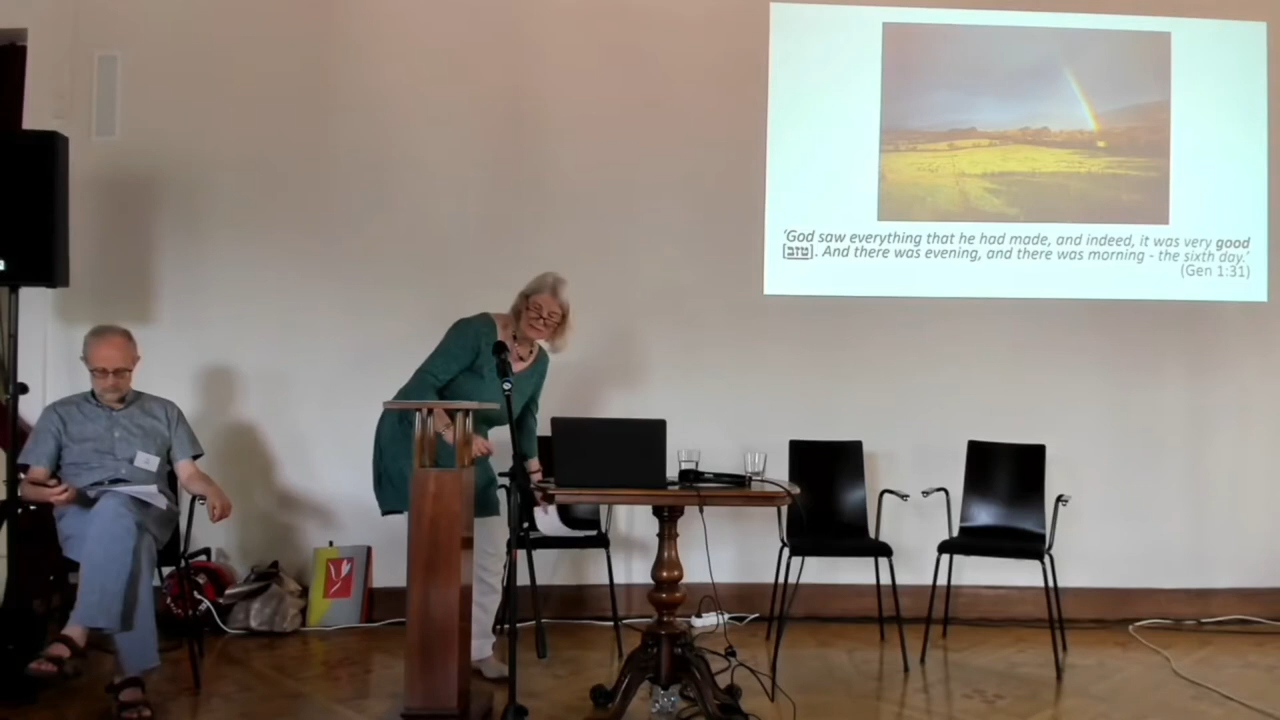 'God saw everything that he had made, and indeed, it was very good
[טוב]. And there was evening, and there was morning - the sixth day.'
(Gen 1:31)